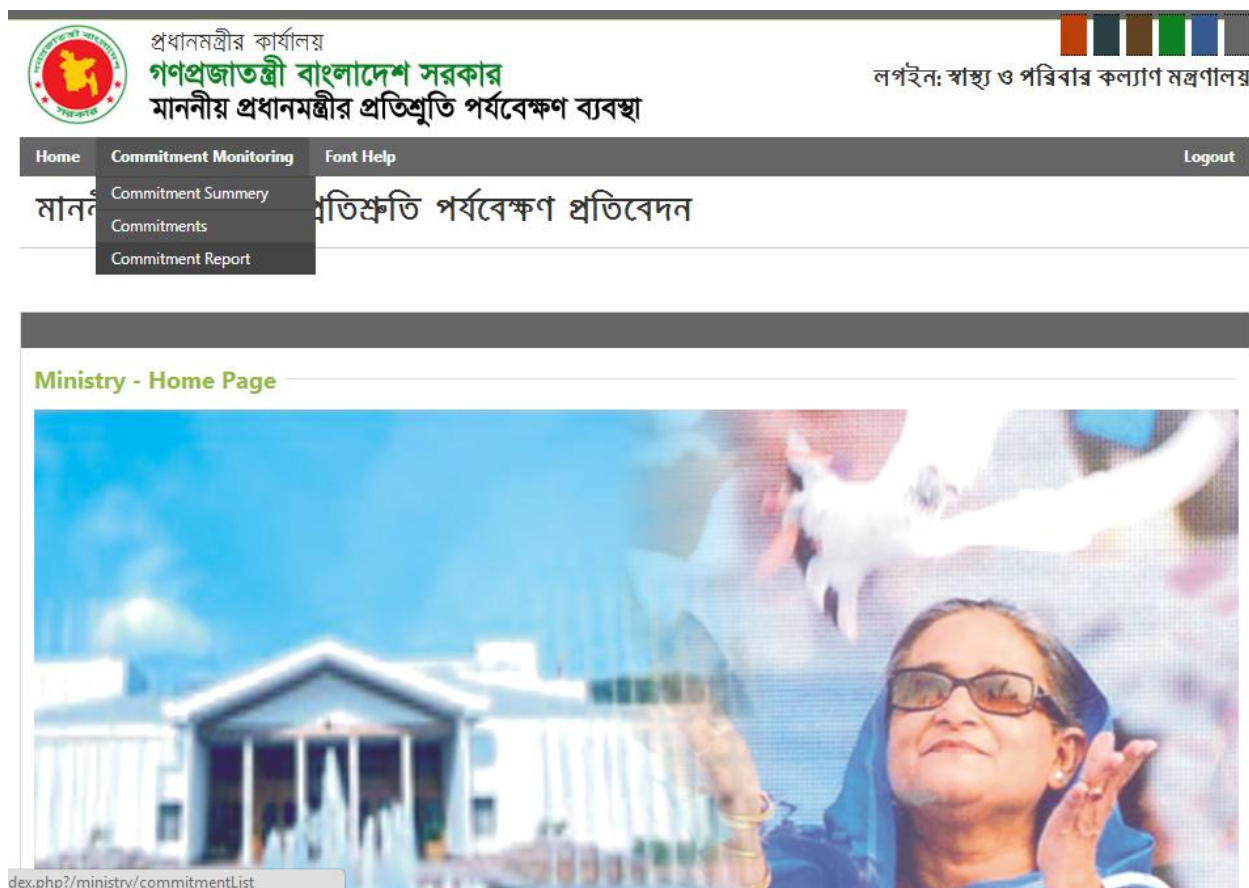 প্রধানমন্ত্রীর কার্যালয়
গণপ্রজাতন্ত্রী বাংলাদেশ সরকার
মাননীয় প্রধানমন্ত্রীর প্রতিশ্রুতি পর্যবেক্ষণ ব্যবস্থা
লগইন: স্বাস্থ্য ও পরিবার কল্যাণ মন্ত্রণালয়
Home Commitment Monitoring Font Help Logout
Commitment Summery
Commitments
Commitment Report
প্রতিশ্রুতি পর্যবেক্ষণ প্রতিবেদন
Ministry - Home Page
dex.php?/ministry/commitmentList